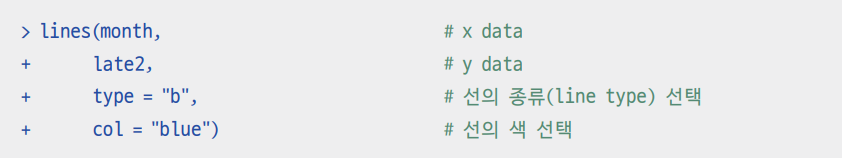 > lines(month, # x data
+ late2, # y data
+ type = "b", # 선의 종류(line type) 선택
+ col = "blue") # 선의 색 선택